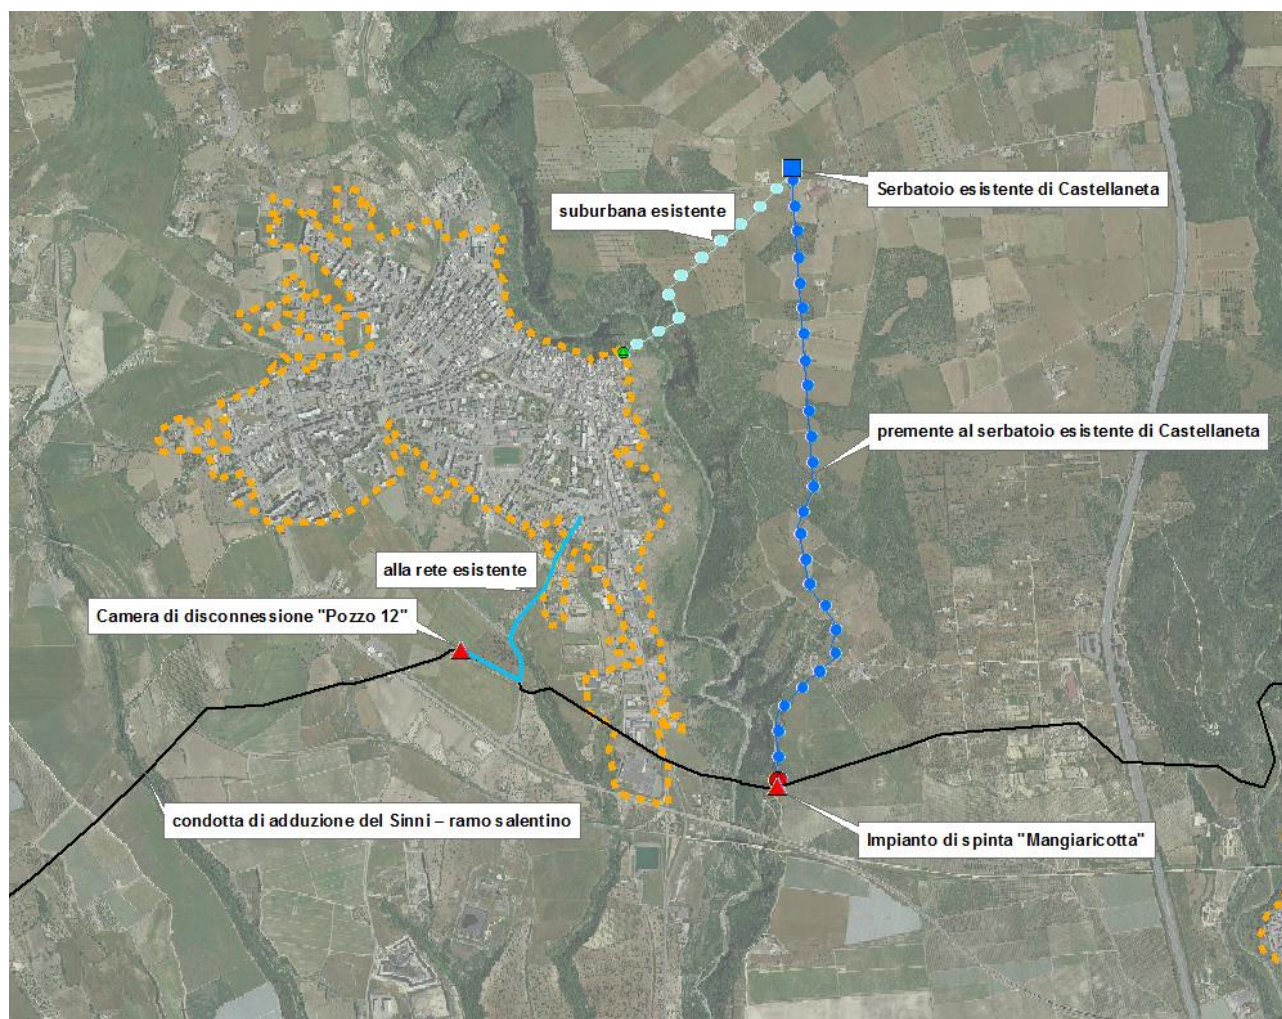 Serbatoio esistente di Castellaneta
suburbana esistente
premente al serbatoio esistente di Castellaneta
alla rete esistente
Camera di disconnessione "Pozzo 12"
condotta di adduzione del Sinni – ramo salentino
Impianto di spinta "Mangiaricotta"